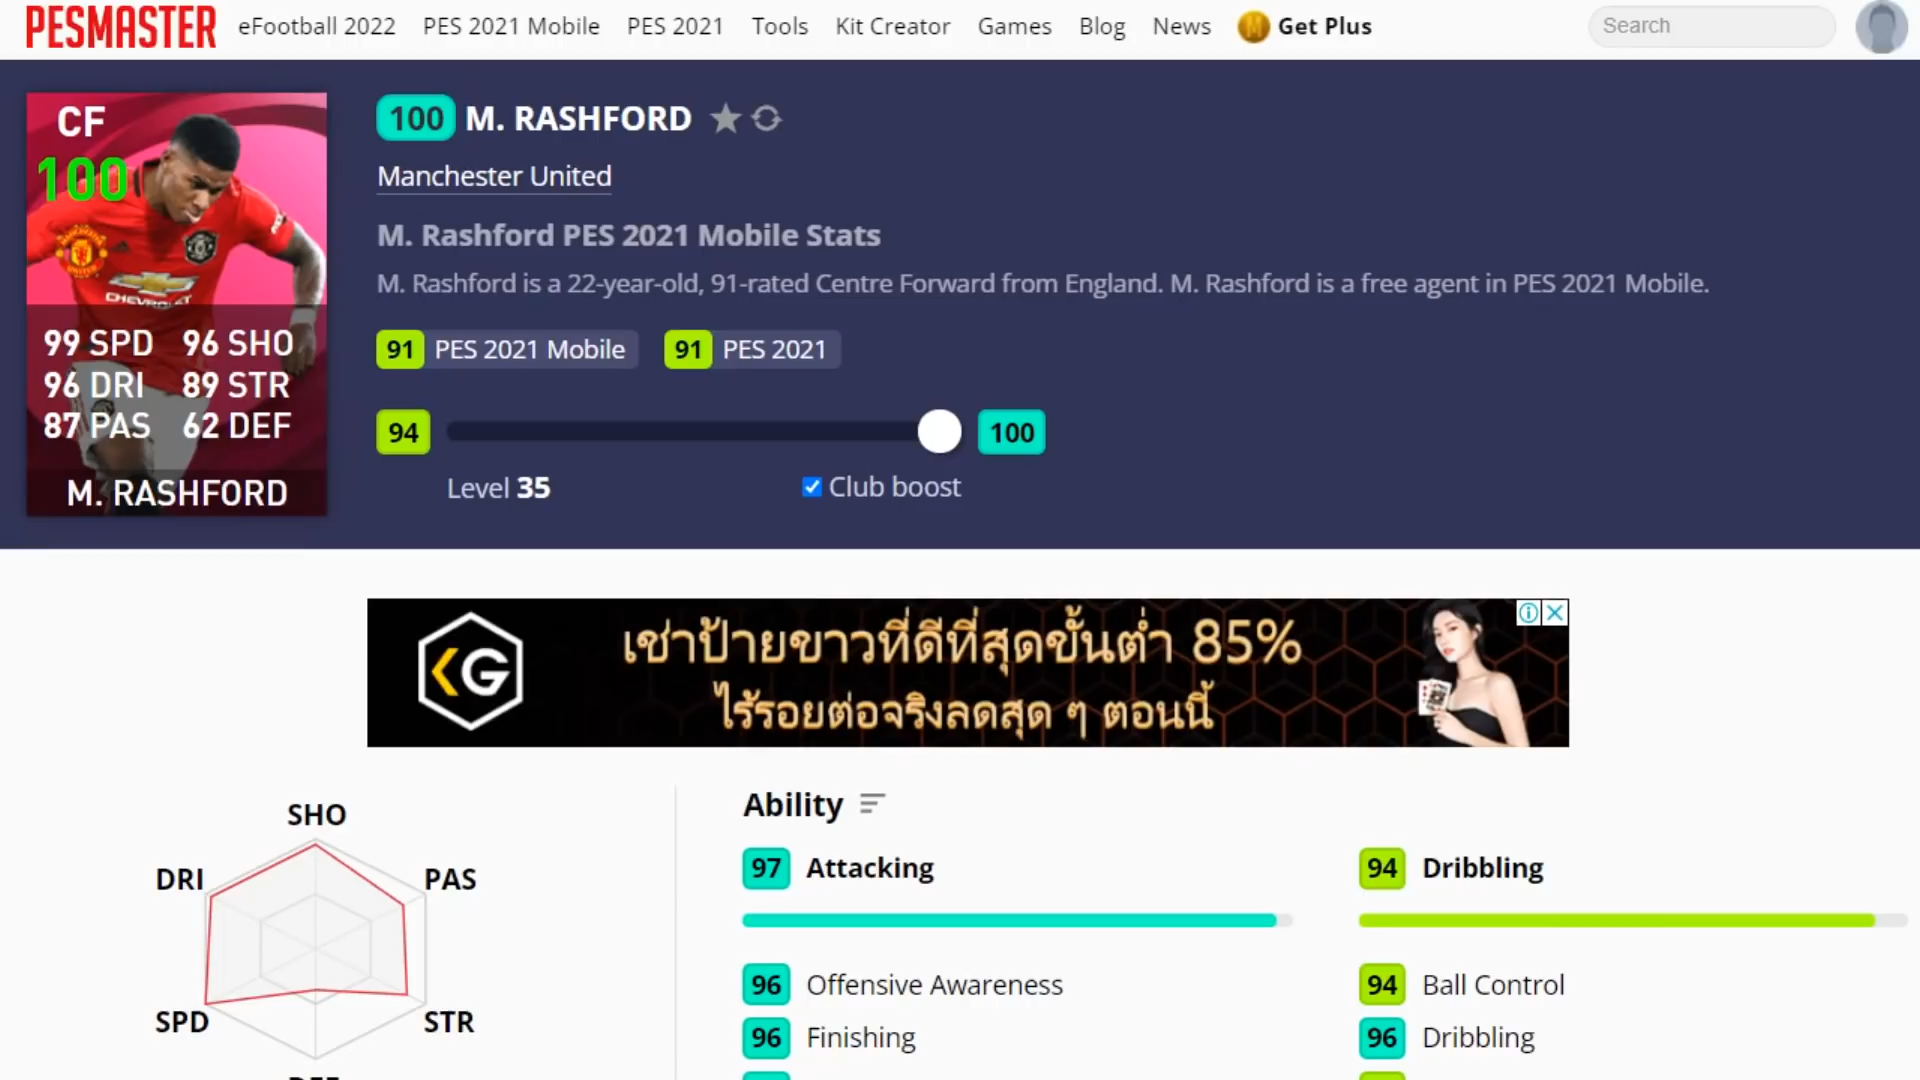 PESMASTER
eFootball 2022 PES 2021 Mobile PES 2021 Tools Kit Creator Games Blog News Get Plus
Search
CF
100
CHEVROLET
99 SPD 96 SHO
96 DRI 89 STR
87 PAS 62 DEF
M. RASHFORD
100 M. RASHFORD
Manchester United
M. Rashford PES 2021 Mobile Stats
M. Rashford is a 22-year-old, 91-rated Centre Forward from England. M. Rashford is a free agent in PES 2021 Mobile.
91 PES 2021 Mobile 91 PES 2021
94 100
Level 35 Club boost
KG
เช่าป้ายขาวที่ดีที่สุดขั้นต่ำ 85%
ไร้รอยต่อจริงลดสุด ๆ ตอนนี้
SHO
DRI PAS
SPD STR
Ability
97 Attacking
96 Offensive Awareness
96 Finishing
94 Dribbling
94 Ball Control
96 Dribbling